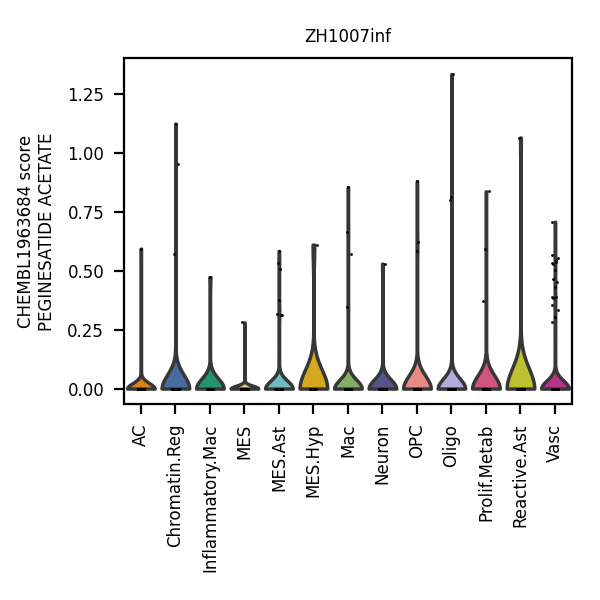 ZH1007inf
CHEMBL1963684 score
PEGINESATIDE ACETATE
1.25
1.00
0.75
0.50
0.25
0.00
AC
Chromatin.Reg
Inflammatory.Mac
MES
MES.Ast
MES.Hyp
Mac
Neuron
OPC
Oligo
Prolif.Metab
Reactive.Ast
Vasc